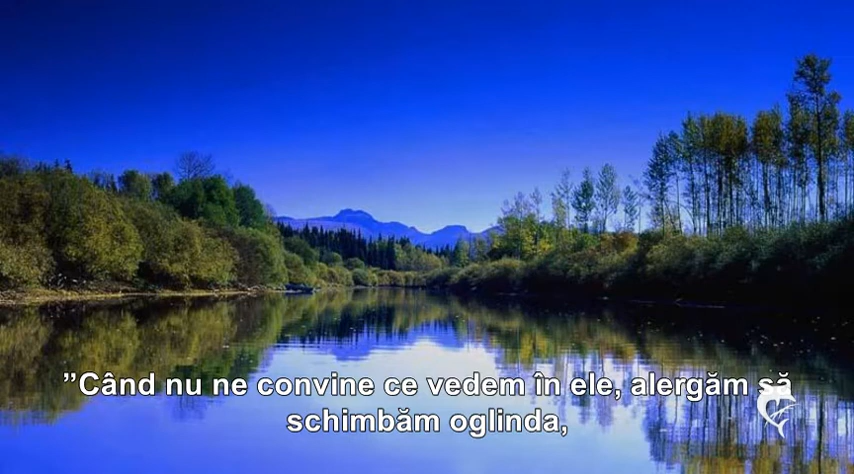 ”Când nu ne convine ce vedem în ele, alergăm să
schimbăm oglinda,